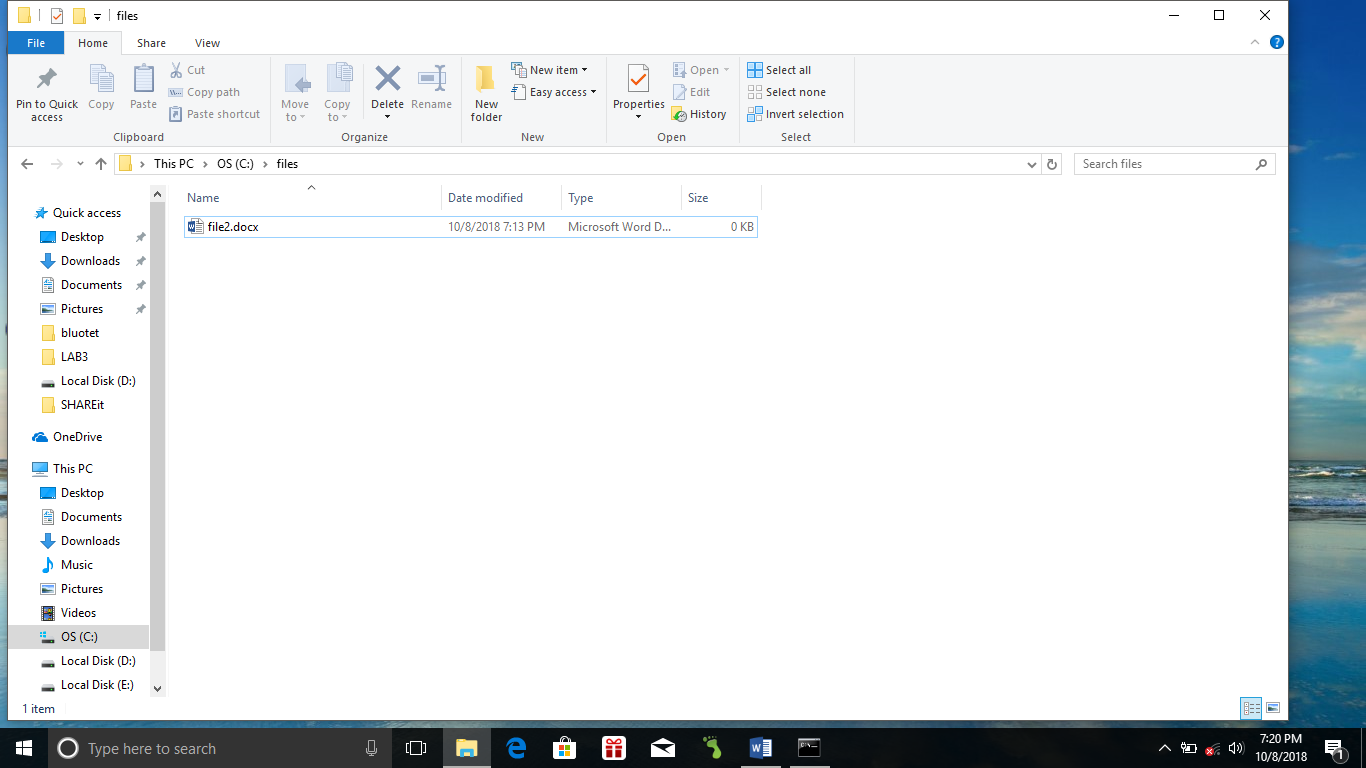 files
File Home Share View
Pin to Quick access
Copy
Paste
Cut
Copy path
Paste shortcut
Clipboard
Move to
Copy to
Delete
Rename
Organize
New folder
New item
Easy access
New
Properties
Open
Edit
History
Open
Select all
Select none
Invert selection
Select
This PC > OS (C:) > files
Search files
Name Date modified Type Size
file2.docx 10/8/2018 7:13 PM Microsoft Word D... 0 KB
Quick access
Desktop
Downloads
Documents
Pictures
bluotet
LAB3
Local Disk (D:)
SHAREit
OneDrive
This PC
Desktop
Documents
Downloads
Music
Pictures
Videos
OS (C:)
Local Disk (D:)
Local Disk (E:)
1 item
Type here to search
7:20 PM
10/8/2018
1